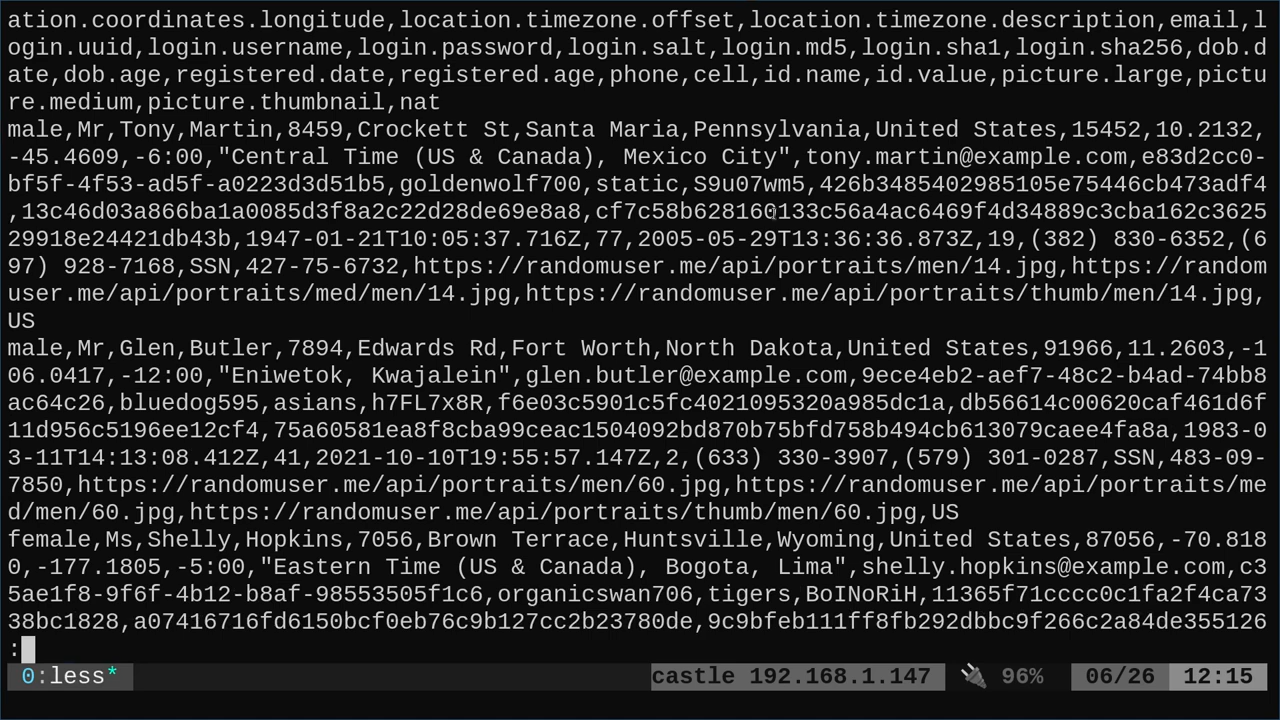 ation.coordinates.longitude,location.timezone.offset,location.timezone.description,email,l
ogin.uuid,login.username,login.password,login.salt,login.md5,login.sha1,login.sha256,dob.d
ate,dob.age,registered.date,registered.age,phone,cell,id.name,id.value,picture.large,pictu
re.medium,picture.thumbnail,nat
male,Mr,Tony,Martin,8459,Crockett St,Santa Maria,Pennsylvania,United States,15452,10.2132,
-45.4609,-6:00,"Central Time (US & Canada), Mexico City",tony.martin@example.com,e83d2cc0-
bf5f-4f53-ad5f-a0223d3d51b5,goldenwolf700,static,S9u07wm5,426b3485402985105e75446cb473adf4
,13c46d03a866ba1a0085d3f8a2c22d28de69e8a8,cf7c58b628160133c56a4ac6469f4d34889c3cba162c3625
29918e24421db43b,1947-01-21T10:05:37.716Z,77,2005-05-29T13:36:36.873Z,19,(382) 830-6352,(6
97) 928-7168,SSN,427-75-6732,https://randomuser.me/api/portraits/men/14.jpg,https://random
user.me/api/portraits/med/men/14.jpg,https://randomuser.me/api/portraits/thumb/men/14.jpg,
US
male,Mr,Glen,Butler,7894,Edwards Rd,Fort Worth,North Dakota,United States,91966,11.2603,-1
06.0417,-12:00,"Eniwetok, Kwajalein",glen.butler@example.com,9ece4eb2-aef7-48c2-b4ad-74bb8
ac64c26,bluedog595,asians,h7FL7x8R,f6e03c5901c5fc4021095320a985dc1a,db56614c00620caf461d6f
11d956c5196ee12cf4,75a60581ea8f8cba99ceac1504092bd870b75bfd758b494cb613079caee4fa8a,1983-0
3-11T14:13:08.412Z,41,2021-10-10T19:55:57.147Z,2,(633) 330-3907,(579) 301-0287,SSN,483-09-
7850,https://randomuser.me/api/portraits/men/60.jpg,https://randomuser.me/api/portraits/me
d/men/60.jpg,https://randomuser.me/api/portraits/thumb/men/60.jpg,US
female,Ms,Shelly,Hopkins,7056,Brown Terrace,Huntsville,Wyoming,United States,87056,-70.818
0,-177.1805,-5:00,"Eastern Time (US & Canada), Bogota, Lima",shelly.hopkins@example.com,c3
5ae1f8-9f6f-4b12-b8af-98553505f1c6,organicswan706,tigers,BoINoRiH,11365f71cccc0c1fa2f4ca73
38bc1828,a07416716fd6150bcf0eb76c9b127cc2b23780de,9c9bfeb111ff8fb292dbbc9f266c2a84de355126
:
0:less* castle 192.168.1.147 🔌 96% 06/26 12:15